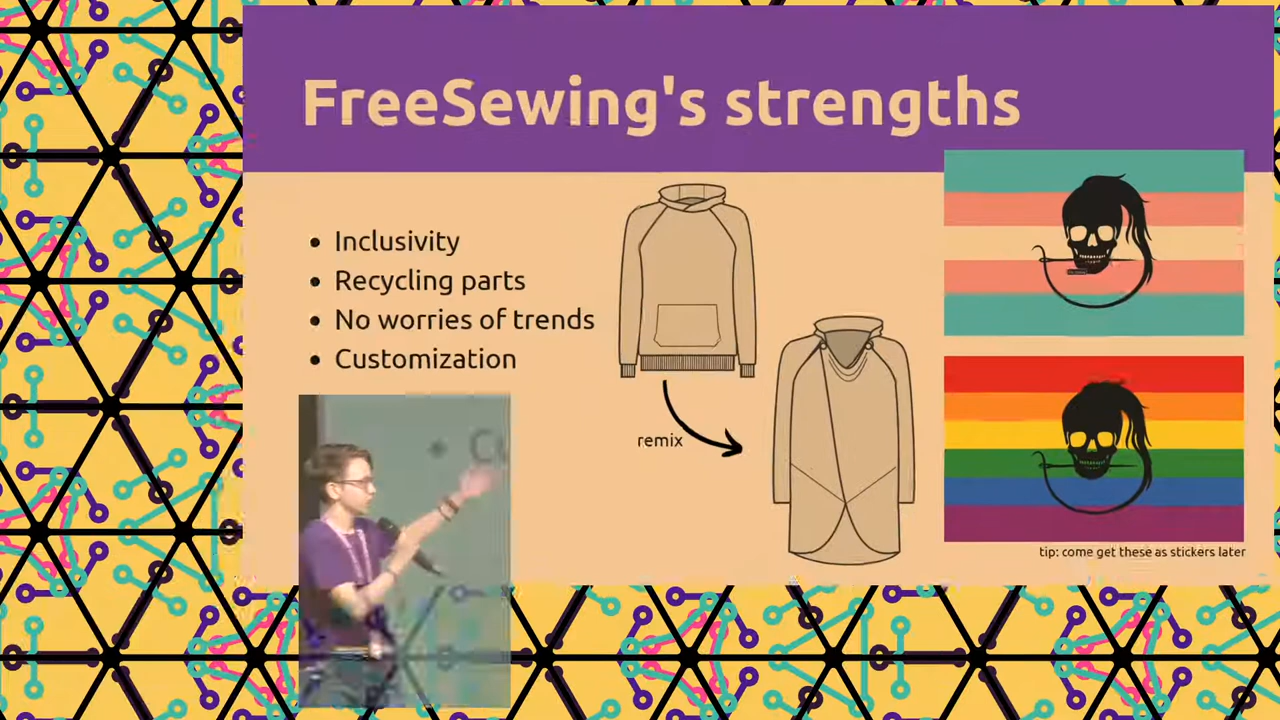 FreeSewing's strengths
Inclusivity
Recycling parts
No worries of trends
Customization
remix
tip: come get these as stickers later